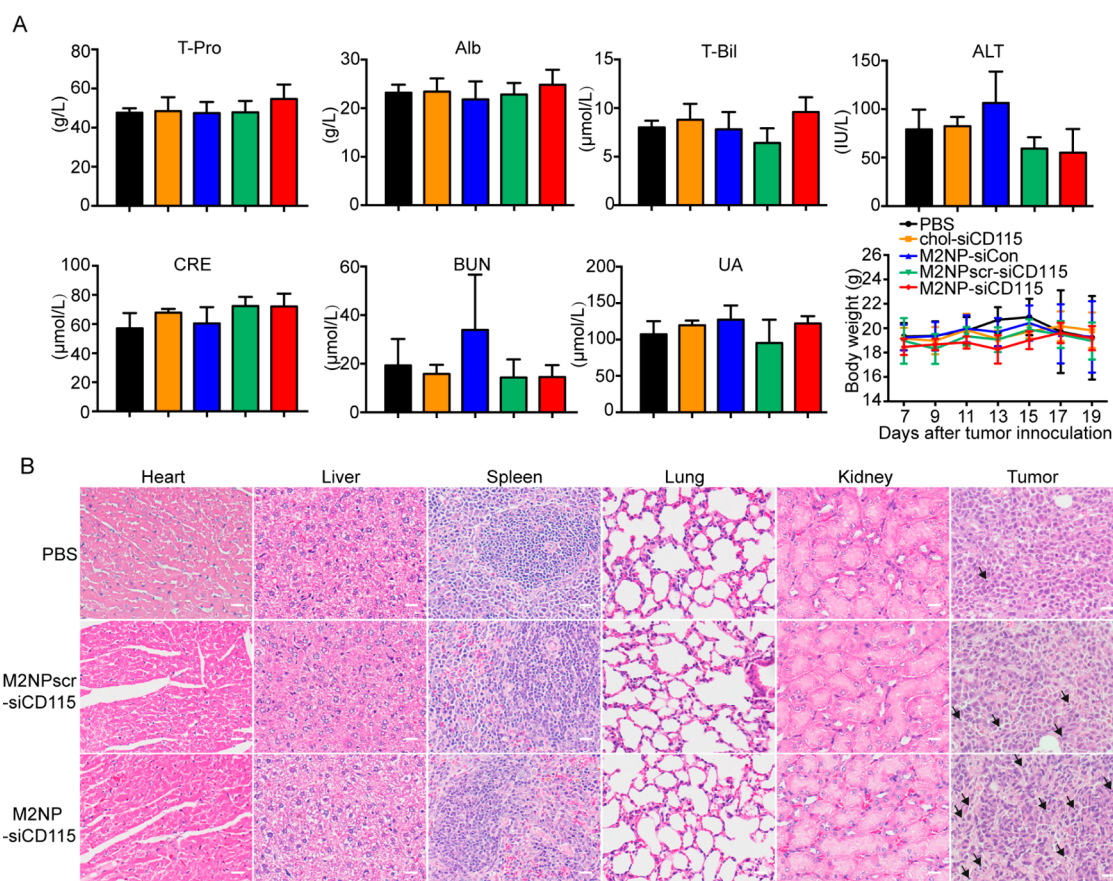 A
T-Pro
(g/L)
80
60
40
20
0
Alb
(g/L)
30
20
10
0
T-Bil
(μmol/L)
15
10
5
0
ALT
(IU/L)
150
100
50
0
CRE
(μmol/L)
100
80
60
40
20
0
BUN
(μmol/L)
60
40
20
0
UA
(μmol/L)
200
150
100
50
0
PBS
chol-siCD115
M2NP-siCon
M2NPscr-siCD115
M2NP-siCD115
Body weight (g)
26
24
22
20
18
16
14
7 9 11 13 15 17 19
Days after tumor innoculation
B
Heart Liver Spleen Lung Kidney Tumor
PBS
M2NPscr
-siCD115
M2NP
-siCD115